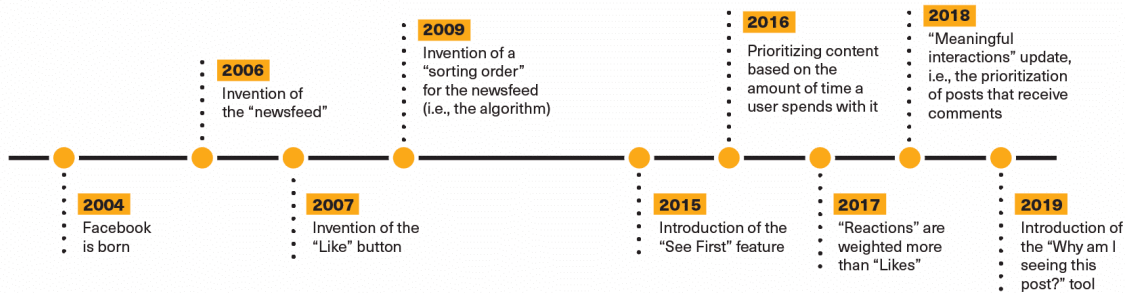 2004
Facebook
is born
2006
Invention of
the “newsfeed”
2007
Invention of the
“Like” button
2009
Invention of a
“sorting order”
for the newsfeed
(i.e., the algorithm)
2015
Introduction of the
“See First” feature
2016
Prioritizing content
based on the
amount of time a
user spends with it
2017
“Reactions” are
weighted more
than “Likes”
2018
“Meaningful
interactions” update,
i.e., the prioritization
of posts that receive
comments
2019
Introduction of
the “Why am I
seeing this
post?” tool